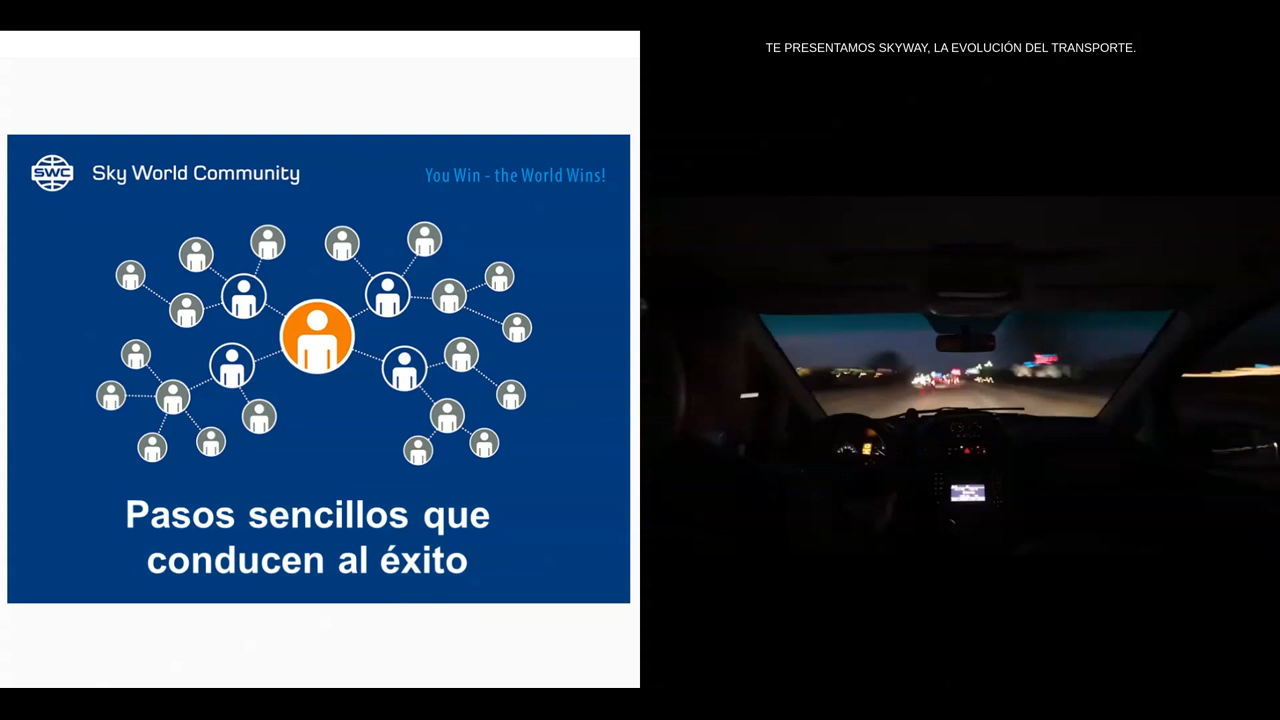 SWC
Sky World Community
You Win - the World Wins!
Pasos sencillos que
conducen al éxito
TE PRESENTAMOS SKYWAY, LA EVOLUCIÓN DEL TRANSPORTE.